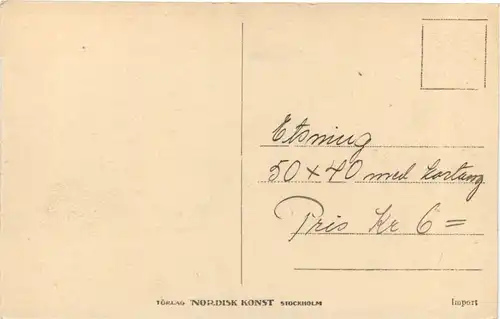 Etsning
50 x 40 med kartong
Pris Kr 6=
FÖRLAG NORDISK KONST STOCKHOLM
Import